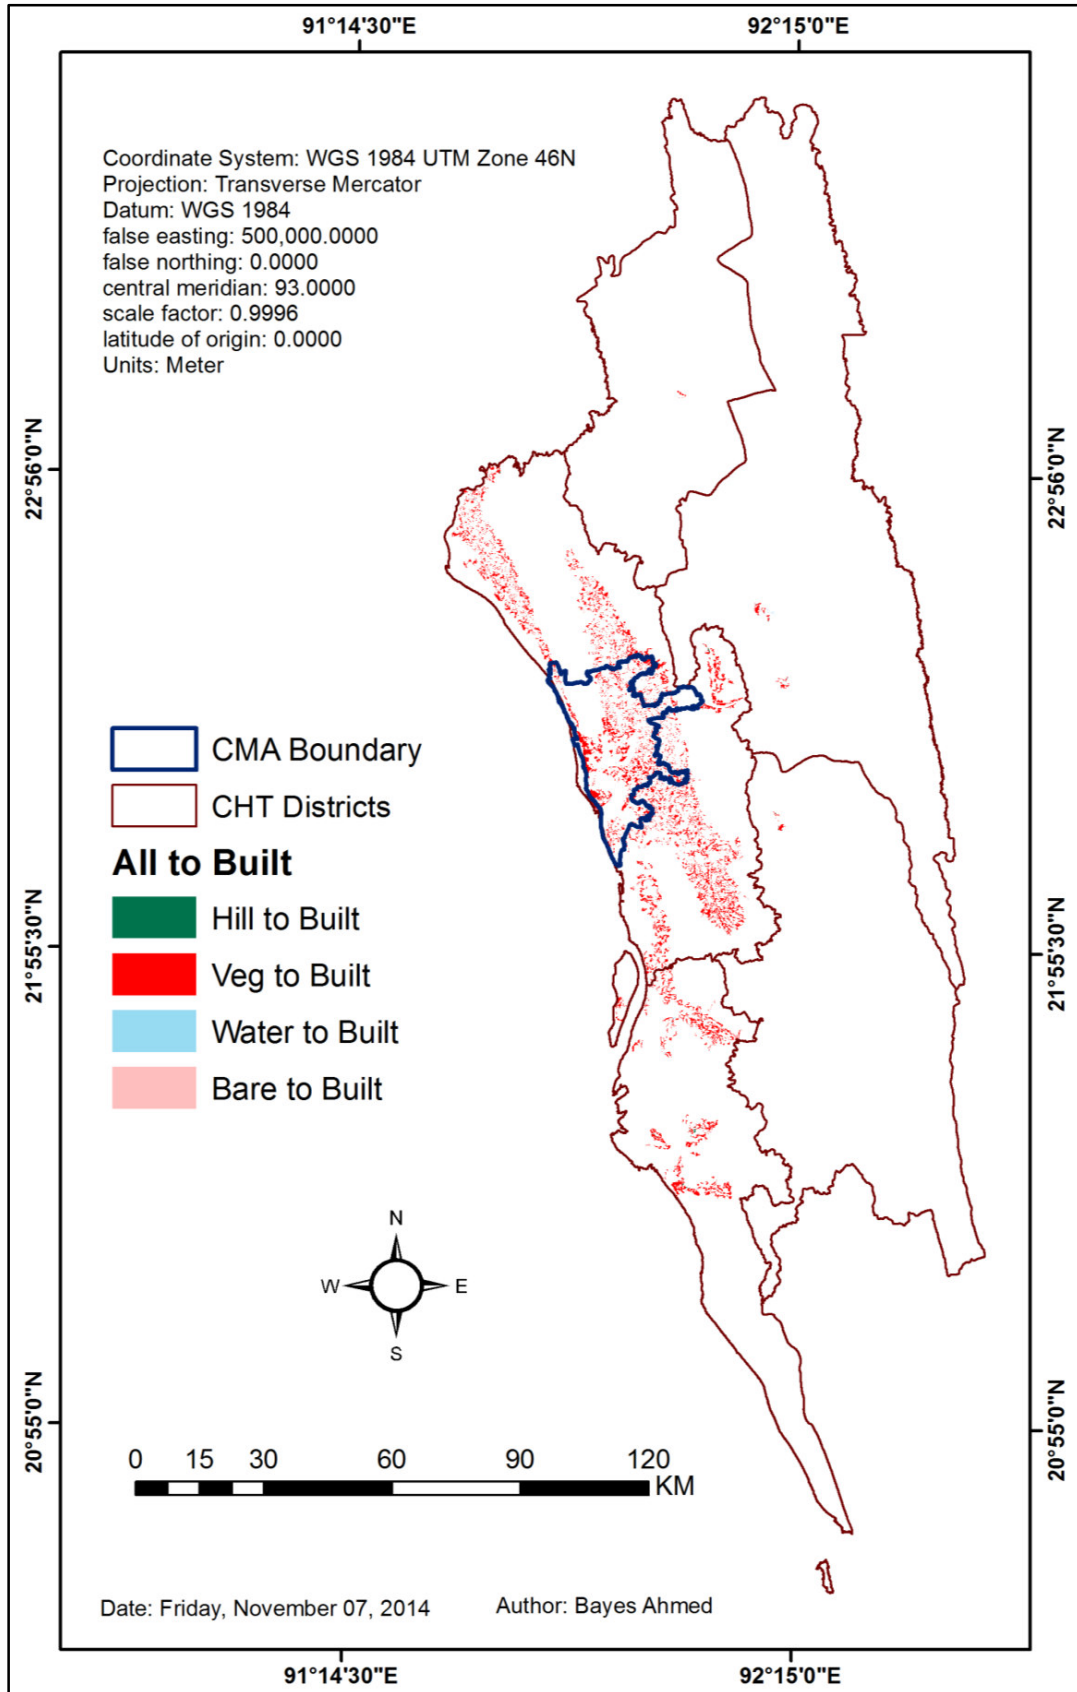 91°14'30"E
92°15'0"E
Coordinate System: WGS 1984 UTM Zone 46N
Projection: Transverse Mercator
Datum: WGS 1984
false easting: 500,000.0000
false northing: 0.0000
central meridian: 93.0000
scale factor: 0.9996
latitude of origin: 0.0000
Units: Meter
22°56'0"N
22°56'0"N
CMA Boundary
CHT Districts
All to Built
Hill to Built
Veg to Built
Water to Built
Bare to Built
21°55'30"N
21°55'30"N
N
W
E
S
20°55'0"N
20°55'0"N
0 15 30 60 90 120
KM
Date: Friday, November 07, 2014
Author: Bayes Ahmed
91°14'30"E
92°15'0"E